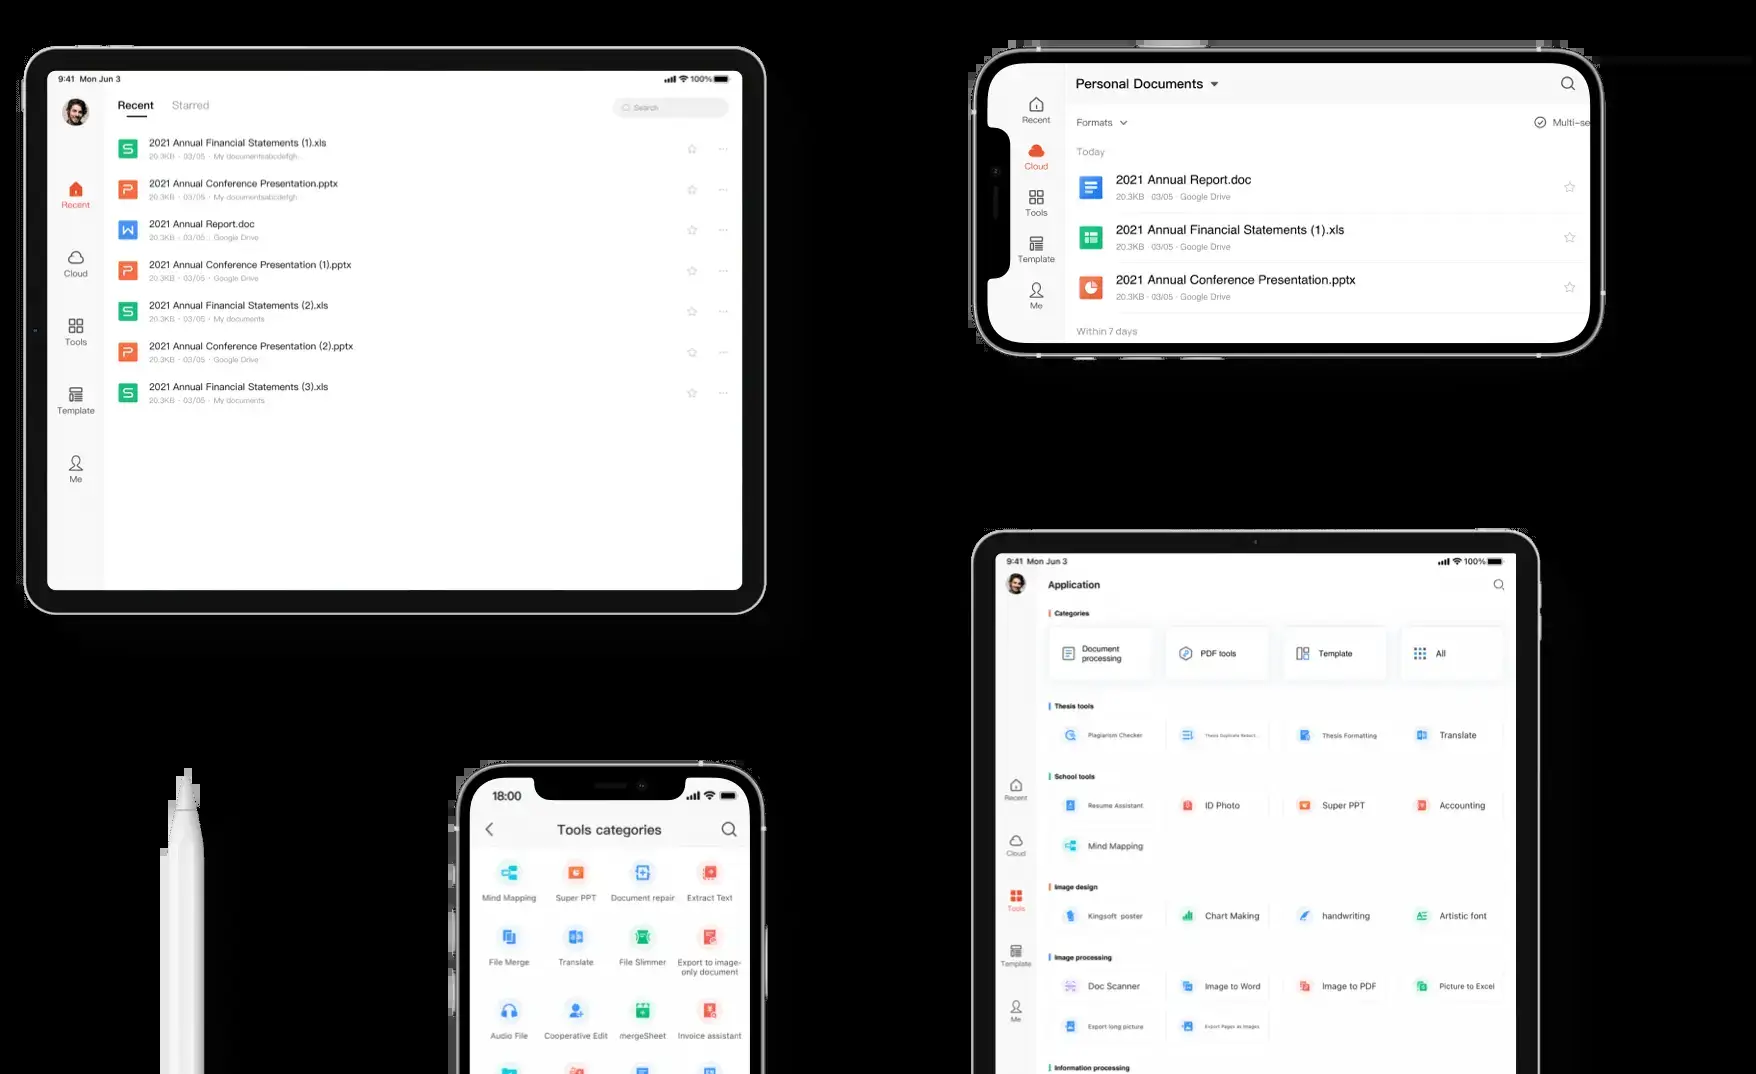 9:41 Mon Jun 3
100%
Recent Starred
Search
2021 Annual Financial Statements (1).xls
20.3KB · 03/05 · My documentsabcdefgh
2021 Annual Conference Presentation.pptx
20.3KB · 03/05 · My documentsabcdefgh
2021 Annual Report.doc
20.3KB · 03/05 · Google Drive
2021 Annual Conference Presentation (1).pptx
20.3KB · 03/05 · Google Drive
2021 Annual Financial Statements (2).xls
20.3KB · 03/05 · My documents
2021 Annual Conference Presentation (2).pptx
20.3KB · 03/05 · Google Drive
2021 Annual Financial Statements (3).xls
20.3KB · 03/05 · My documents
Recent
Cloud
Tools
Template
Me
Personal Documents
Formats
Multi-se
Today
2021 Annual Report.doc
20.3KB · 03/05 · Google Drive
2021 Annual Financial Statements (1).xls
20.3KB · 03/05 · Google Drive
2021 Annual Conference Presentation.pptx
20.3KB · 03/05 · Google Drive
Within 7 days
Recent
Cloud
Tools
Template
Me
18:00
Tools categories
Mind Mapping Super PPT Document repair Extract Text
File Merge Translate File Slimmer Export to image-
only document
Audio File Cooperative Edit mergeSheet Invoice assistant
9:41 Mon Jun 3
100%
Application
Categories
Document
processing
PDF tools Template All
Thesis tools
Plagiarism Checker Thesis Duplicate Reduct... Thesis Formatting Translate
School tools
Resume Assistant ID Photo Super PPT Accounting
Mind Mapping
Image design
Kingsoft poster Chart Making handwriting Artistic font
Image processing
Doc Scanner Image to Word Image to PDF Picture to Excel
Export long picture Export Pages as Images
Information processing
Recent
Cloud
Tools
Template
Me